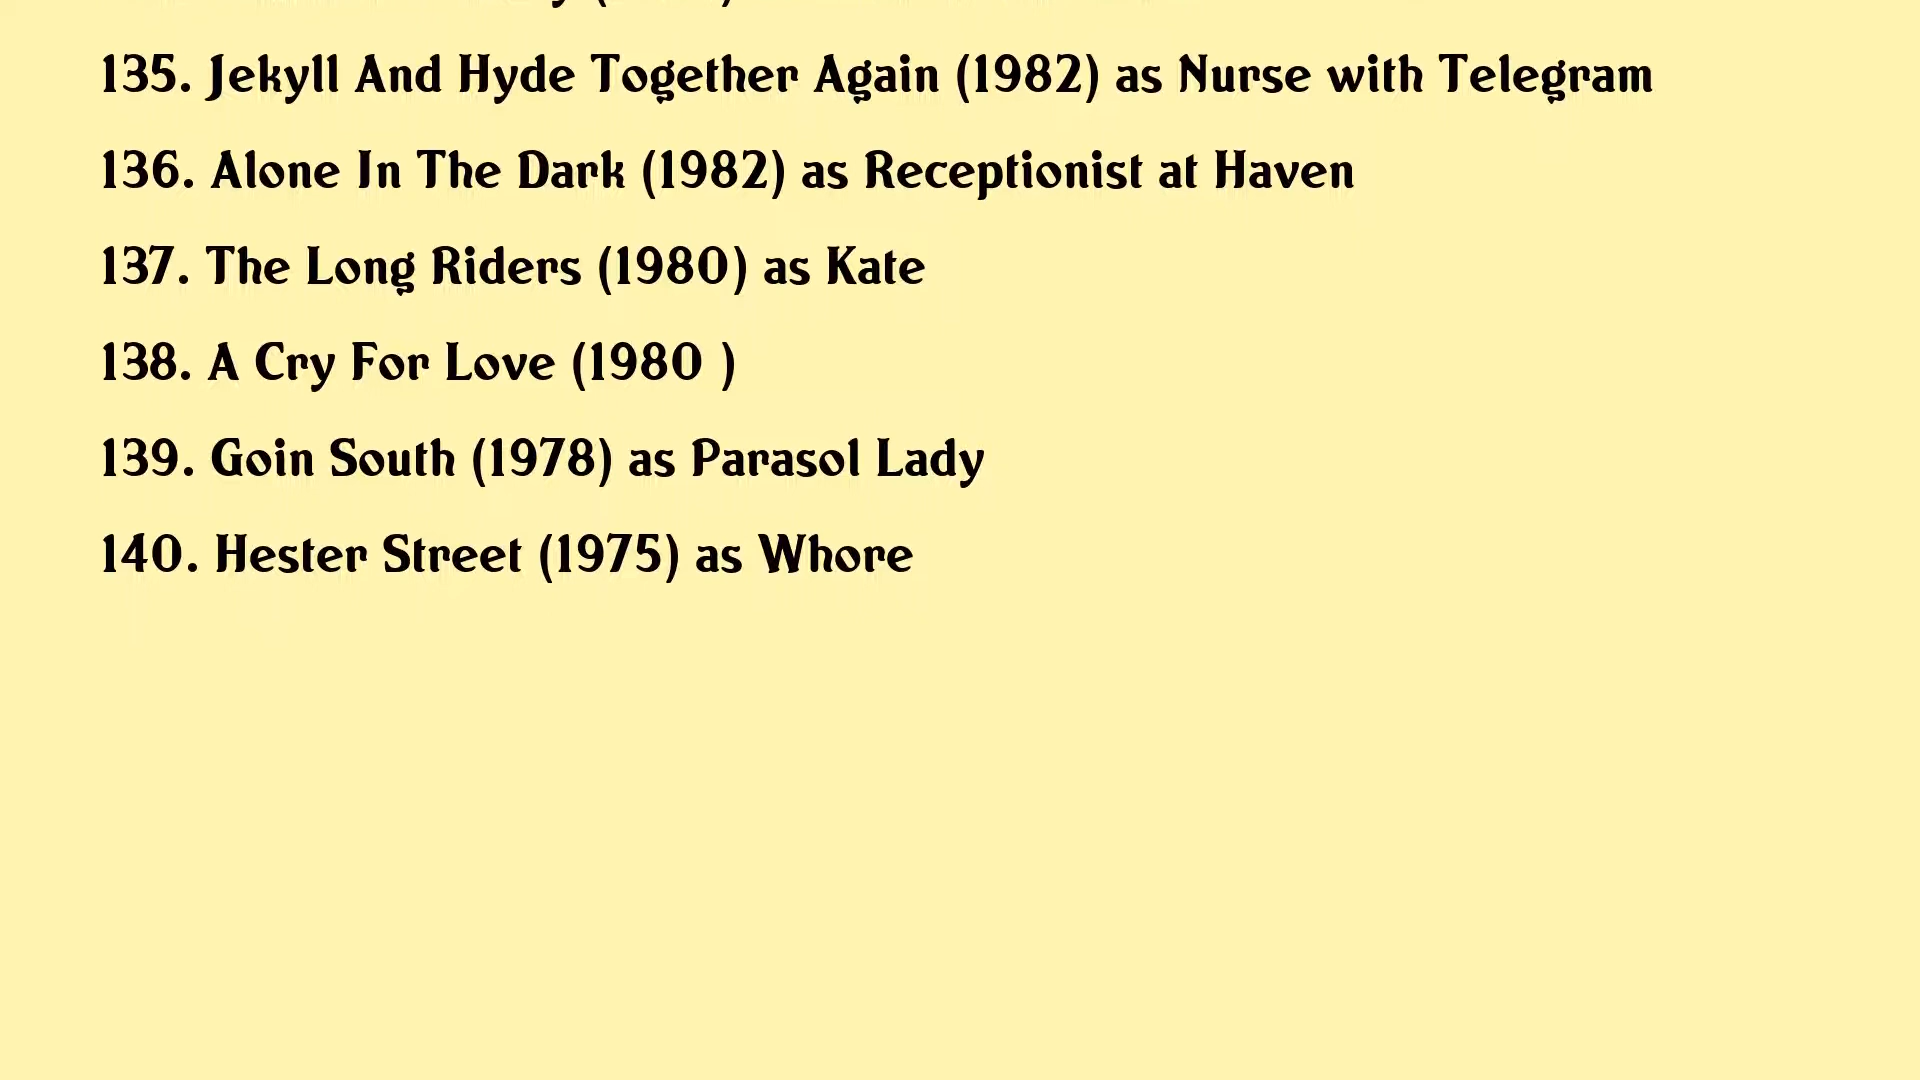 135. Jekyll And Hyde Together Again (1982) as Nurse with Telegram
136. Alone In The Dark (1982) as Receptionist at Haven
137. The Long Riders (1980) as Kate
138. A Cry For Love (1980 )
139. Goin South (1978) as Parasol Lady
140. Hester Street (1975) as Whore